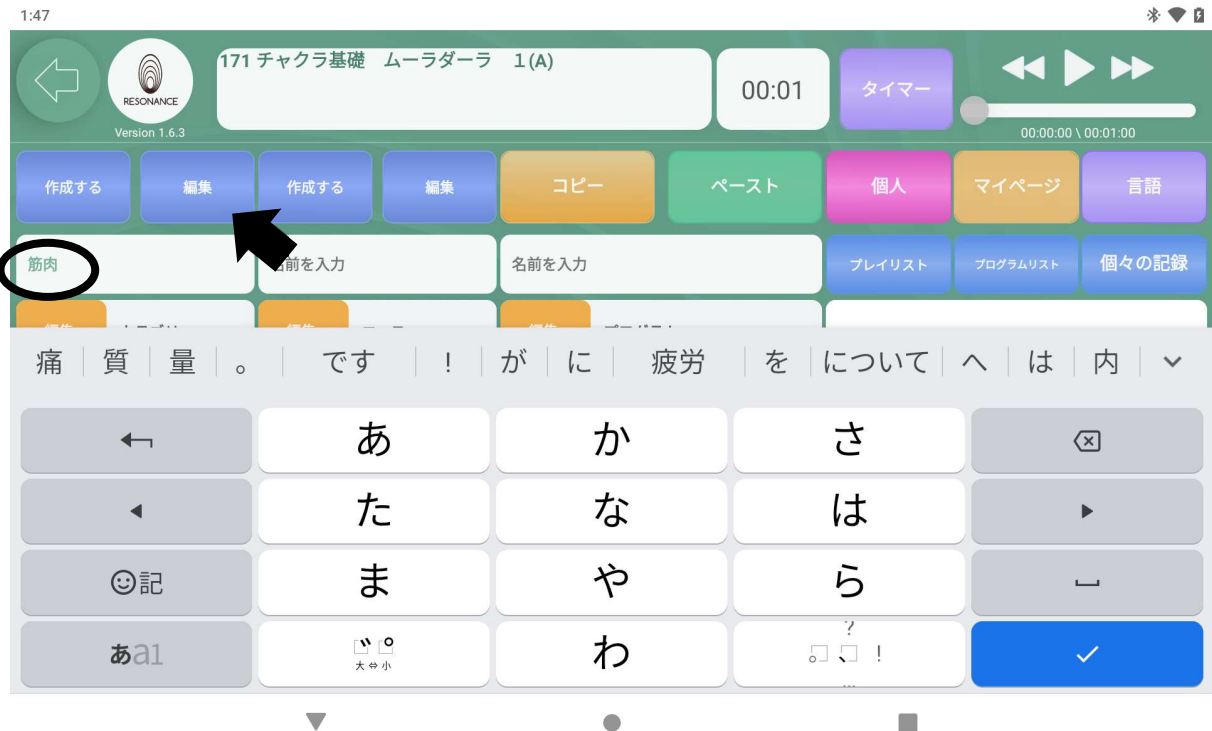 1:47
171 チャクラ基礎　ムーラダーラ　１(A)
00:01
タイマー
RESONANCE
Version 1.6.3
00:00:00 \ 00:01:00
作成する 編集 作成する 編集 コピー ペースト 個人 マイページ 言語
筋肉
名前を入力
名前を入力
プレイリスト プログラムリスト 個々の記録
痛 質 量 。 です ! が に 疲労 を について へ は 内
あ か さ
た な は
記 ま や ら
あa1 大⇔小 わ 。、?!…